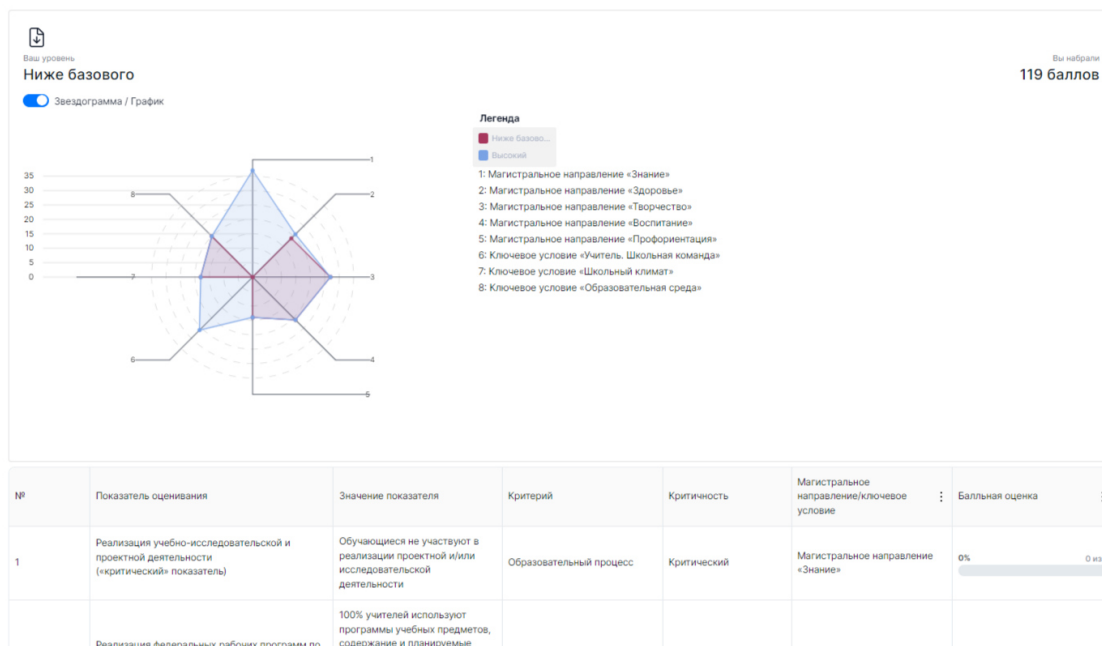 Ваш уровень
Ниже базового
Вы набрали
119 баллов
Звездограмма / График
Легенда
Ниже базово...
Высокий
1: Магистральное направление «Знание»
2: Магистральное направление «Здоровье»
3: Магистральное направление «Творчество»
4: Магистральное направление «Воспитание»
5: Магистральное направление «Профориентация»
6: Ключевое условие «Учитель. Школьная команда»
7: Ключевое условие «Школьный климат»
8: Ключевое условие «Образовательная среда»
35
30
25
20
15
10
5
0
1
2
3
4
5
6
7
8
№
Показатель оценивания
Значение показателя
Критерий
Критичность
Магистральное
направление/ключевое
условие
Балльная оценка
1
Реализация учебно-исследовательской и
проектной деятельности
(«критический» показатель)
Обучающиеся не участвуют в
реализации проектной и/или
исследовательской
деятельности
Образовательный процесс
Критический
Магистральное направление
«Знание»
0%
0 из
Реализация федеральных рабочих программ по
100% учителей используют
программы учебных предметов,
содержание и планируемые